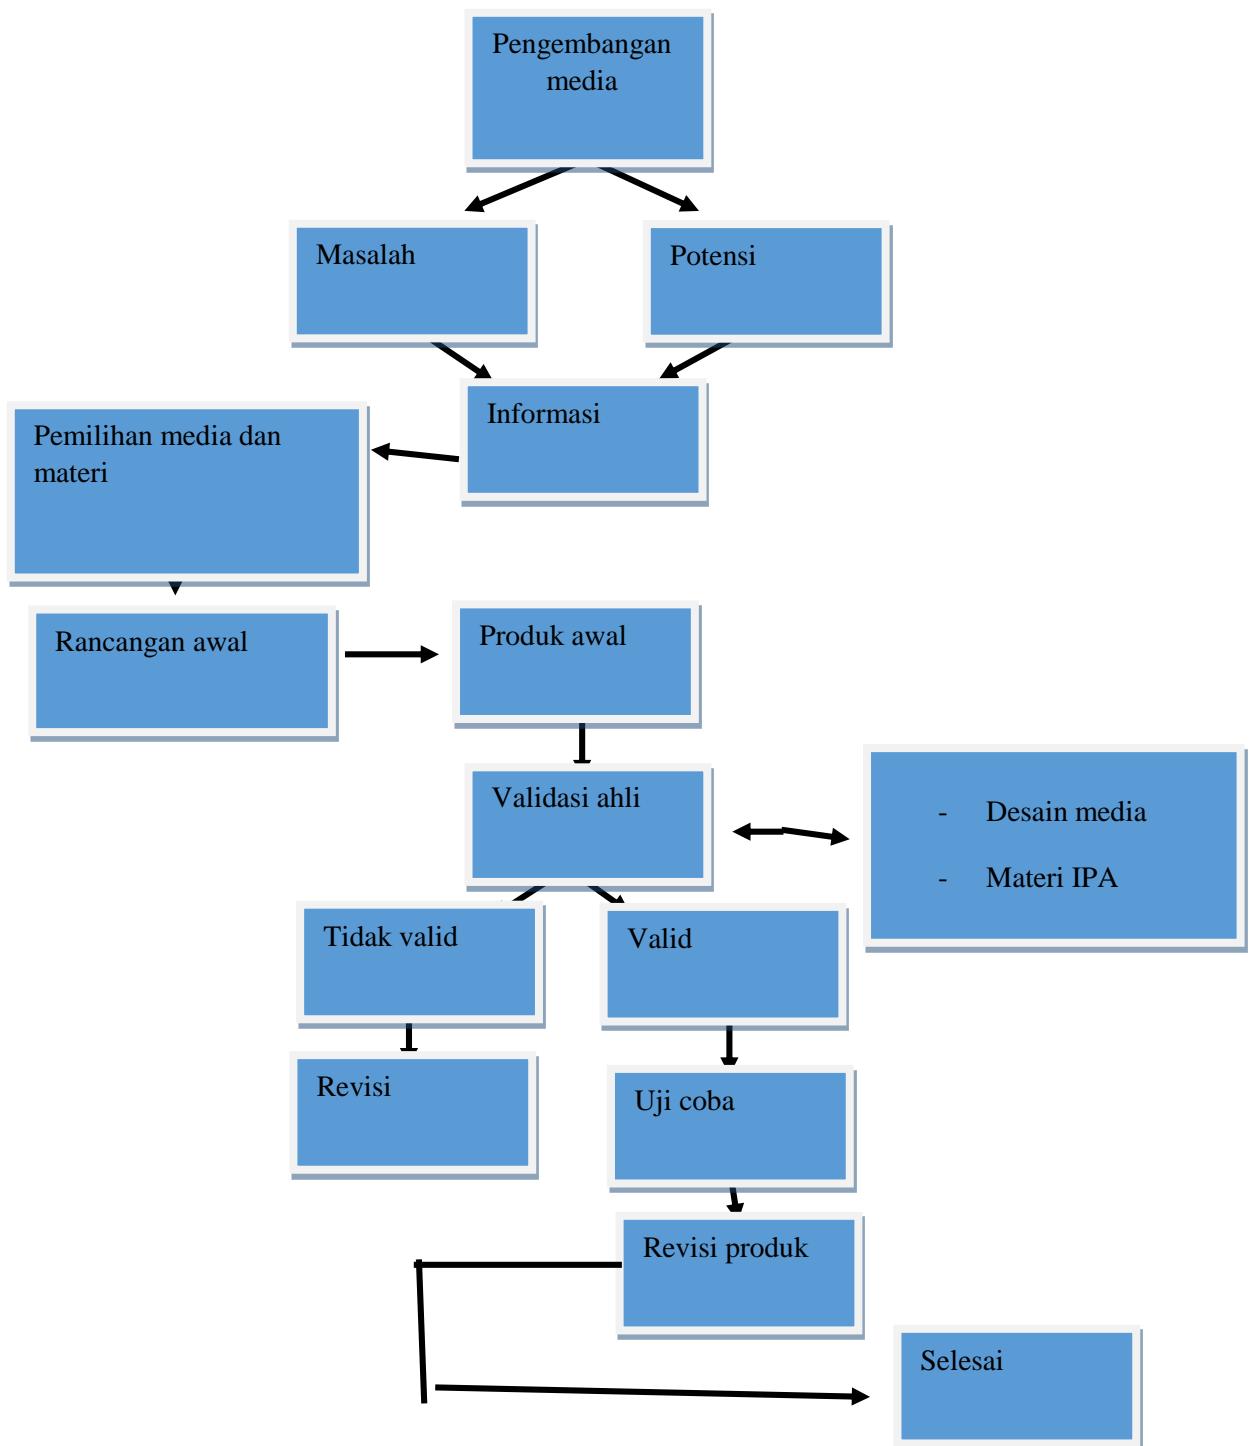 Pengembangan
media
Masalah
Potensi
Informasi
Pemilihan media dan
materi
Rancangan awal
Produk awal
Validasi ahli
- Desain media
- Materi IPA
Tidak valid
Valid
Revisi
Uji coba
Revisi produk
Selesai